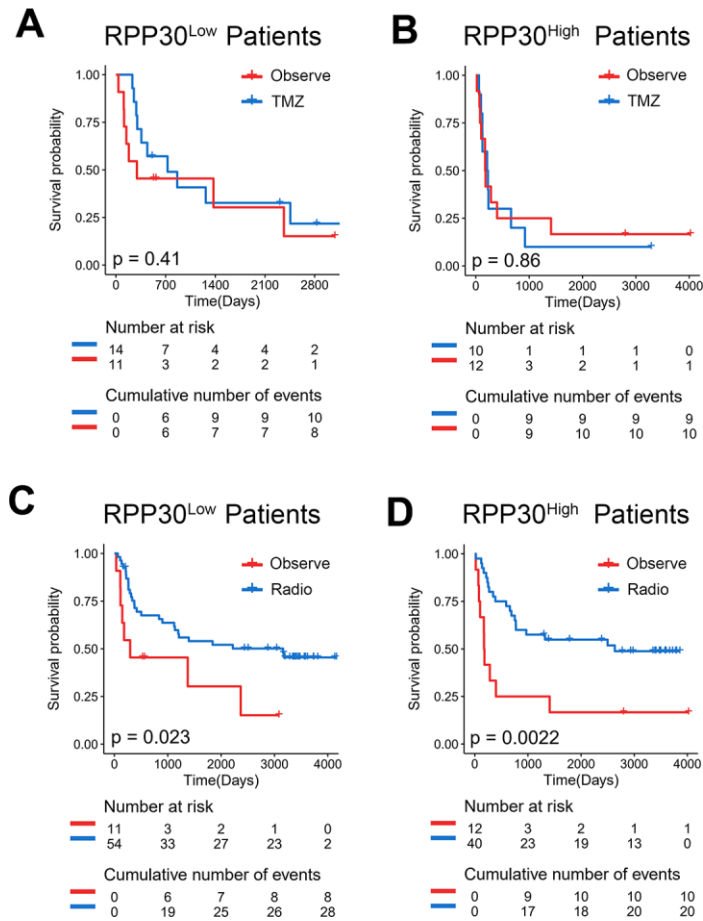 A
RPP30Low Patients
Survival probability
1.00
0.75
0.50
0.25
0.00
Observe
TMZ
p = 0.41
0 700 1400 2100 2800
Time(Days)
Number at risk
14 7 4 4 2
11 3 2 2 1
Cumulative number of events
0 6 9 9 10
0 6 7 7 8
B
RPP30High Patients
Survival probability
1.00
0.75
0.50
0.25
0.00
Observe
TMZ
p = 0.86
0 1000 2000 3000 4000
Time(Days)
Number at risk
10 1 1 1 0
12 3 2 1 1
Cumulative number of events
0 9 9 9 9
0 9 10 10 10
C
RPP30Low Patients
Survival probability
1.00
0.75
0.50
0.25
0.00
Observe
Radio
p = 0.023
0 1000 2000 3000 4000
Time(Days)
Number at risk
11 3 2 1 0
54 33 27 23 2
Cumulative number of events
0 6 7 8 8
0 19 25 26 28
D
RPP30High Patients
Survival probability
1.00
0.75
0.50
0.25
0.00
Observe
Radio
p = 0.0022
0 1000 2000 3000 4000
Time(Days)
Number at risk
12 3 2 1 1
40 23 19 13 0
Cumulative number of events
0 9 10 10 10
0 17 18 20 20